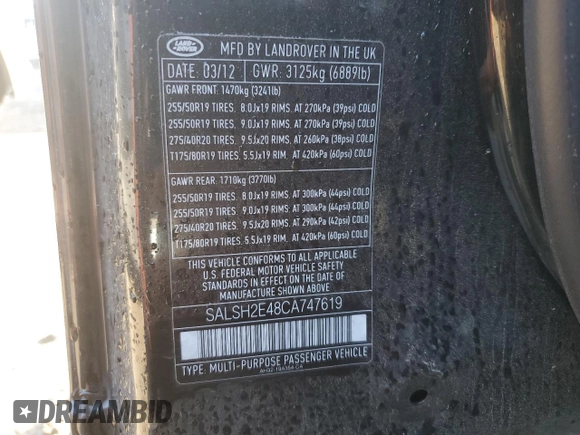 LAND ROVER
MFD BY LANDROVER IN THE UK
DATE: 03/12 GWR: 3125kg (6889lb)
GAWR FRONT: 1470kg (3241lb)
255/50R19 TIRES. 8.0Jx19 RIMS. AT 270kPa (39psi) COLD
255/50R19 TIRES. 9.0Jx19 RIMS. AT 270kPa (39psi) COLD
275/40R20 TIRES. 9.5Jx20 RIMS. AT 260kPa (38psi) COLD
T175/80R19 TIRES. 5.5Jx19 RIM. AT 420kPa (60psi) COLD
GAWR REAR: 1710kg (3770lb)
255/50R19 TIRES. 8.0Jx19 RIMS. AT 300kPa (44psi) COLD
255/50R19 TIRES. 9.0Jx19 RIMS. AT 300kPa (44psi) COLD
275/40R20 TIRES. 9.5Jx20 RIMS. AT 290kPa (42psi) COLD
T175/80R19 TIRES. 5.5Jx19 RIM. AT 420kPa (60psi) COLD
THIS VEHICLE CONFORMS TO ALL APPLICABLE
U.S. FEDERAL MOTOR VEHICLE SAFETY
STANDARDS IN EFFECT ON THE DATE OF
MANUFACTURE SHOWN ABOVE
SALSH2E48CA747619
TYPE: MULTI-PURPOSE PASSENGER VEHICLE
DREAMBID